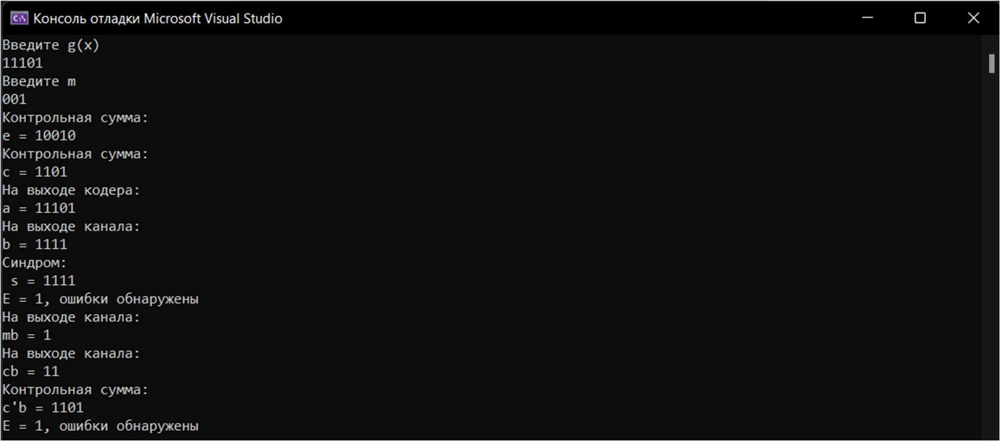 Консоль отладки Microsoft Visual Studio
Введите g(x)
11101
Введите m
001
Контрольная сумма:
e = 10010
Контрольная сумма:
c = 1101
На выходе кодера:
a = 11101
На выходе канала:
b = 1111
Синдром:
 s = 1111
E = 1, ошибки обнаружены
На выходе канала:
mb = 1
На выходе канала:
cb = 11
Контрольная сумма:
c'b = 1101
E = 1, ошибки обнаружены